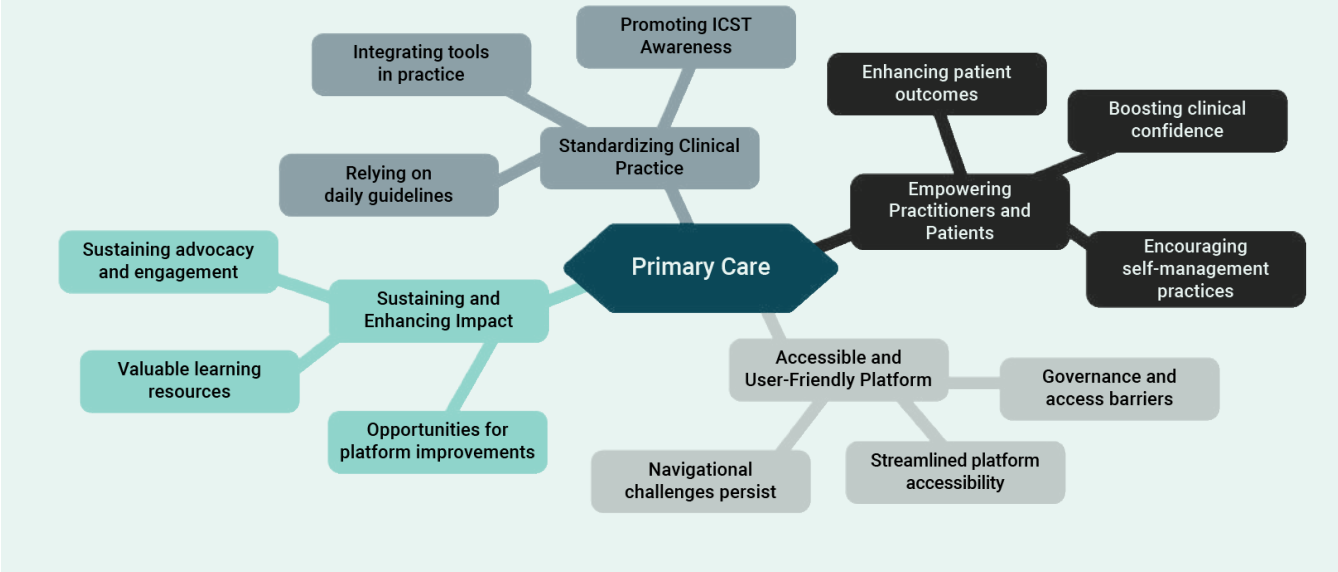 Promoting ICST
Awareness
Integrating tools
in practice
Standardizing Clinical
Practice
Relying on
daily guidelines
Enhancing patient
outcomes
Boosting clinical
confidence
Empowering
Practitioners and
Patients
Encouraging
self-management
practices
Primary Care
Sustaining advocacy
and engagement
Sustaining and
Enhancing Impact
Valuable learning
resources
Opportunities for
platform improvements
Accessible and
User-Friendly Platform
Governance and
access barriers
Navigational
challenges persist
Streamlined platform
accessibility